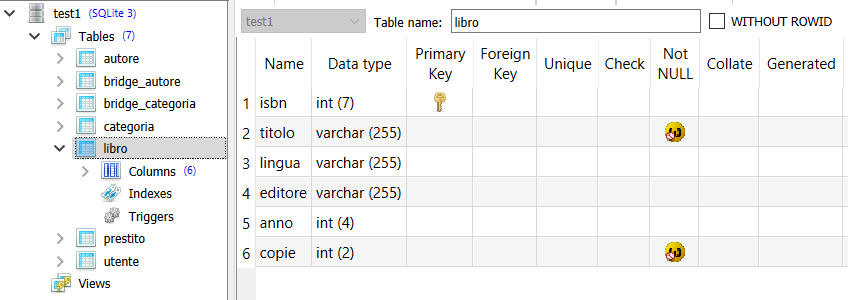 test1 (SQLite 3)
Tables (7)
autore
bridge_autore
bridge_categoria
categoria
libro
Columns (6)
Indexes
Triggers
prestito
utente
Views
test1 Table name: libro WITHOUT ROWID
Name Data type Primary Key Foreign Key Unique Check Not NULL Collate Generated
1 isbn int (7)
2 titolo varchar (255)
3 lingua varchar (255)
4 editore varchar (255)
5 anno int (4)
6 copie int (2)